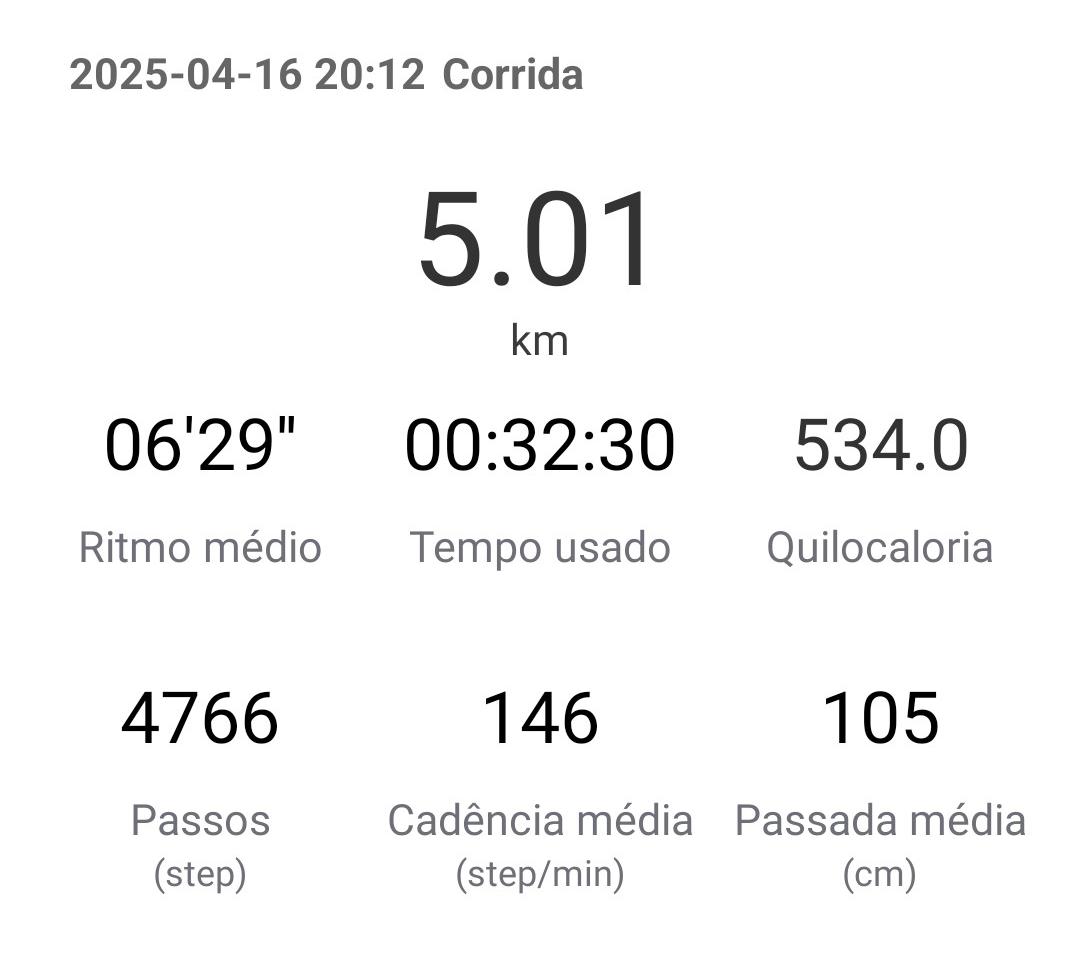 2025-04-16 20:12 Corrida
5.01
km
06'29" 00:32:30 534.0
Ritmo médio Tempo usado Quilocaloria
4766 146 105
Passos Cadência média Passada média
(step) (step/min) (cm)